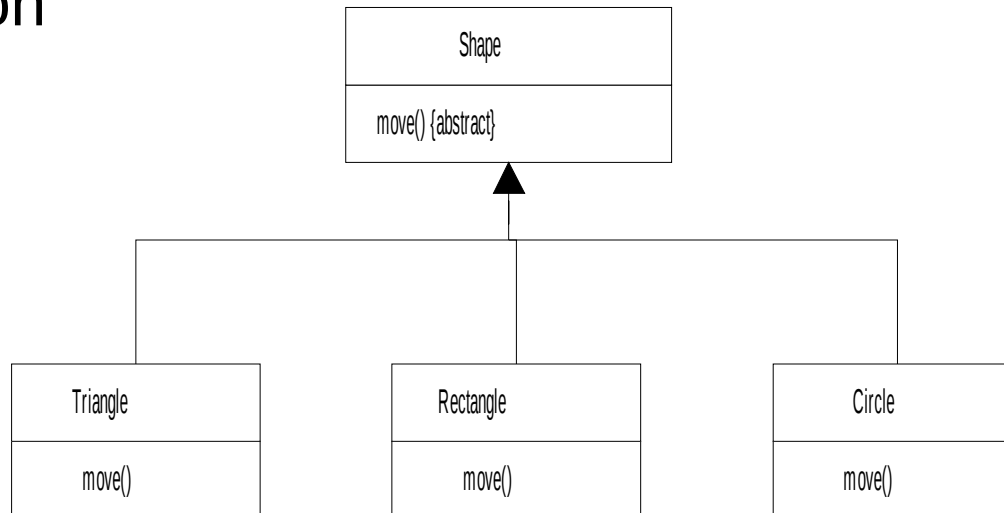 on
Shape
move() {abstract}
Triangle
Rectangle
Circle
move()
move()
move()